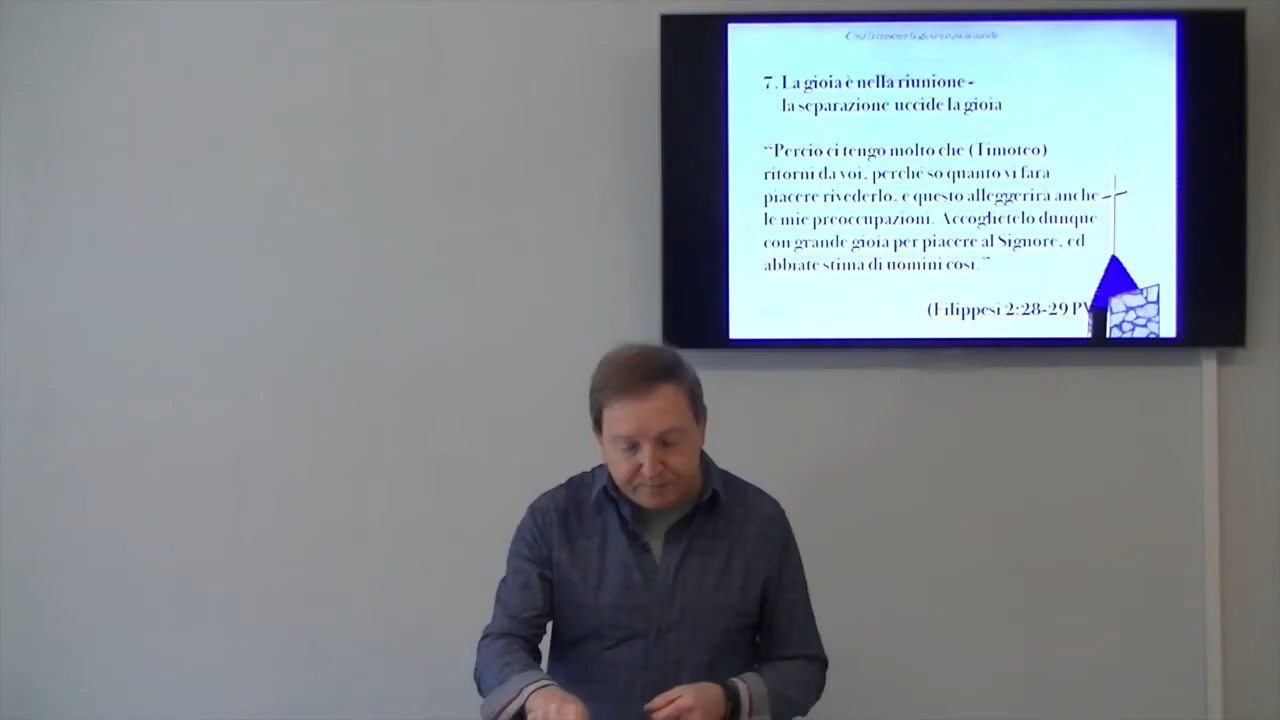 Cosa fa crescere la gioia e cosa la uccide
7. La gioia è nella riunione -
la separazione uccide la gioia
“Percio ci tengo molto che (Timoteo)
ritorni da voi, perché so quanto vi farà
piacere rivederlo, e questo alleggerirà anche
le mie preoccupazioni. Accoglietelo dunque
con grande gioia per piacere al Signore, ed
abbiate stima di uomini così.”
(Filippesi 2:28-29 PV